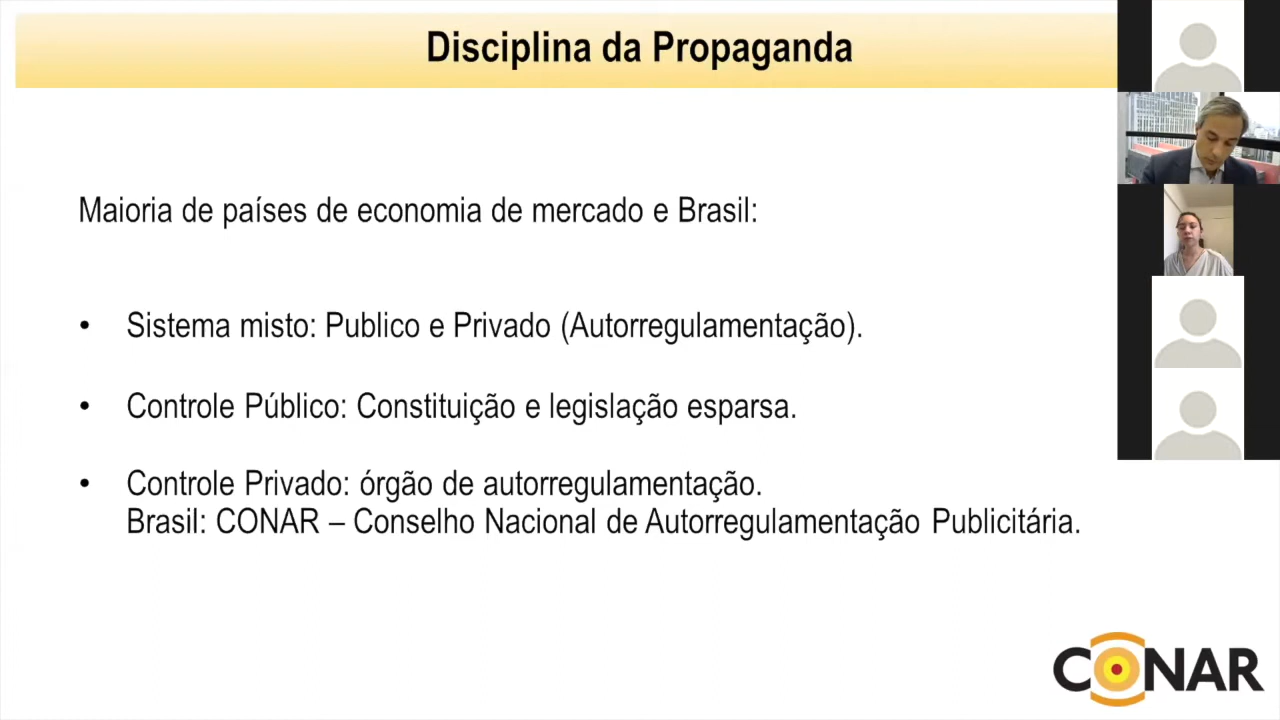 Disciplina da Propaganda
Maioria de países de economia de mercado e Brasil:
• Sistema misto: Publico e Privado (Autorregulamentação).
• Controle Público: Constituição e legislação esparsa.
• Controle Privado: órgão de autorregulamentação.
Brasil: CONAR – Conselho Nacional de Autorregulamentação Publicitária.
CONAR